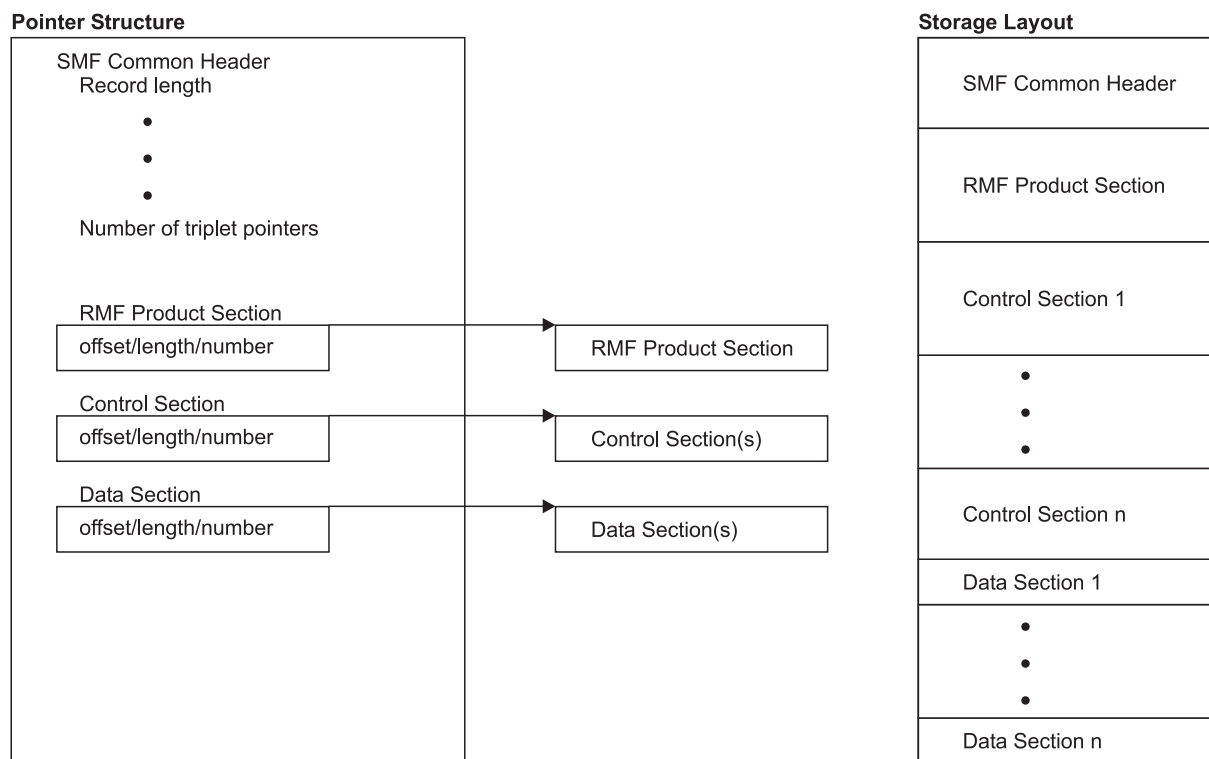 Pointer Structure
SMF Common Header
Record length
•
•
•
Number of triplet pointers
RMF Product Section
offset/length/number
RMF Product Section
Control Section
offset/length/number
Control Section(s)
Data Section
offset/length/number
Data Section(s)
Storage Layout
SMF Common Header
RMF Product Section
Control Section 1
•
•
•
Control Section n
Data Section 1
•
•
•
Data Section n